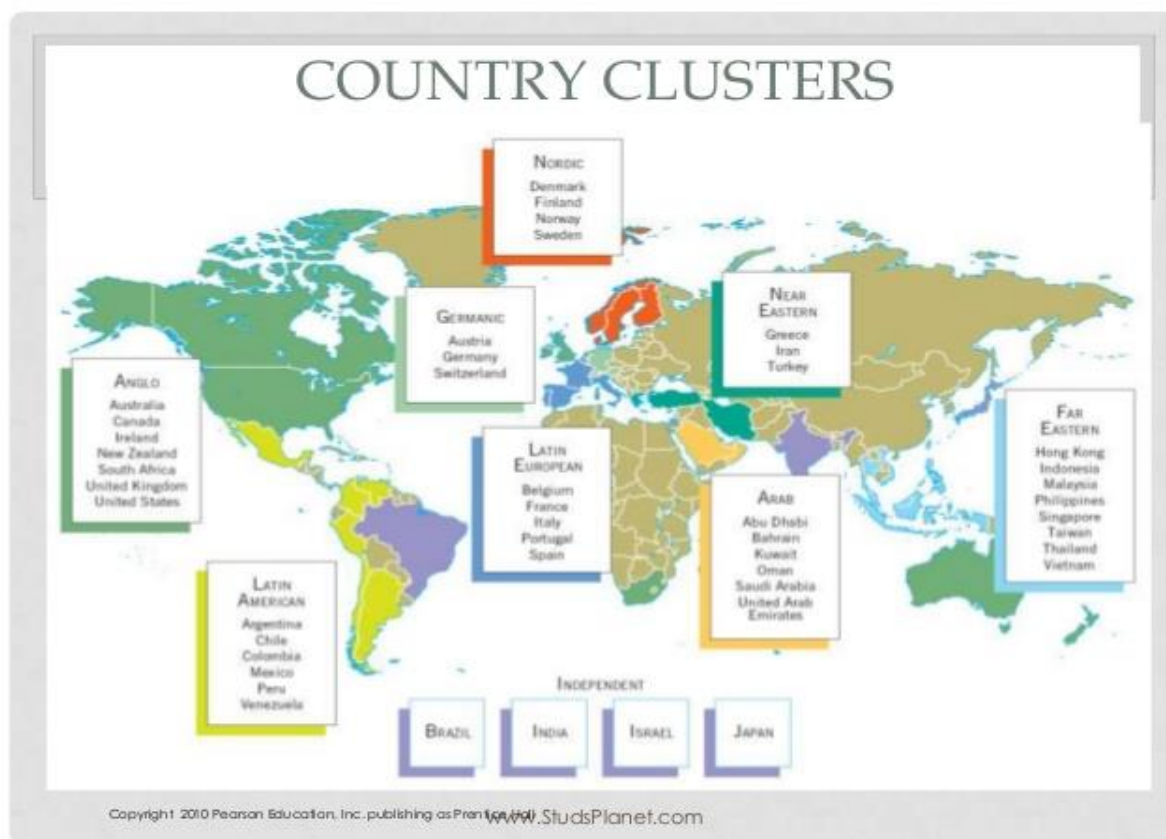 COUNTRY CLUSTERS
NORDIC
Denmark
Finland
Norway
Sweden
GERMANIC
Austria
Germany
Switzerland
NEAR
EASTERN
Greece
Iran
Turkey
ANGLO
Australia
Canada
Ireland
New Zealand
South Africa
United Kingdom
United States
LATIN
EUROPEAN
Belgium
France
Italy
Portugal
Spain
ARAB
Abu Dhabi
Bahrain
Kuwait
Oman
Saudi Arabia
United Arab
Emirates
FAR
EASTERN
Hong Kong
Indonesia
Malaysia
Philippines
Singapore
Taiwan
Thailand
Vietnam
LATIN
AMERICAN
Argentina
Chile
Colombia
Mexico
Peru
Venezuela
INDEPENDENT
BRAZIL
INDIA
ISRAEL
JAPAN
Copyright 2010 Pearson Education, Inc. publishing as Prentice Hall
www.StudsPlanet.com